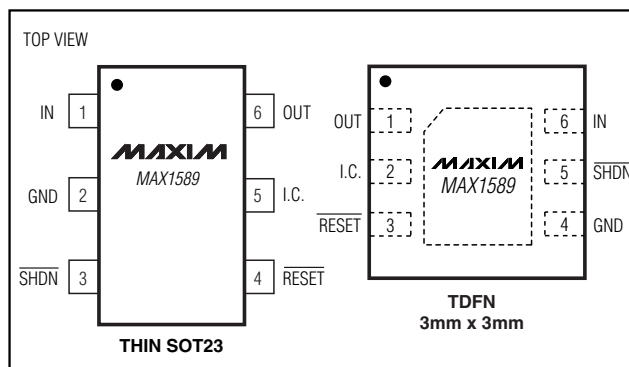 TOP VIEW
IN 1 6 OUT
MAXIM
MAX1589
GND 2 5 I.C.
SHDN 3 4 RESET
THIN SOT23
OUT 1 6 IN
MAXIM
MAX1589
I.C. 2 5 SHDN
RESET 3 4 GND
TDFN
3mm x 3mm